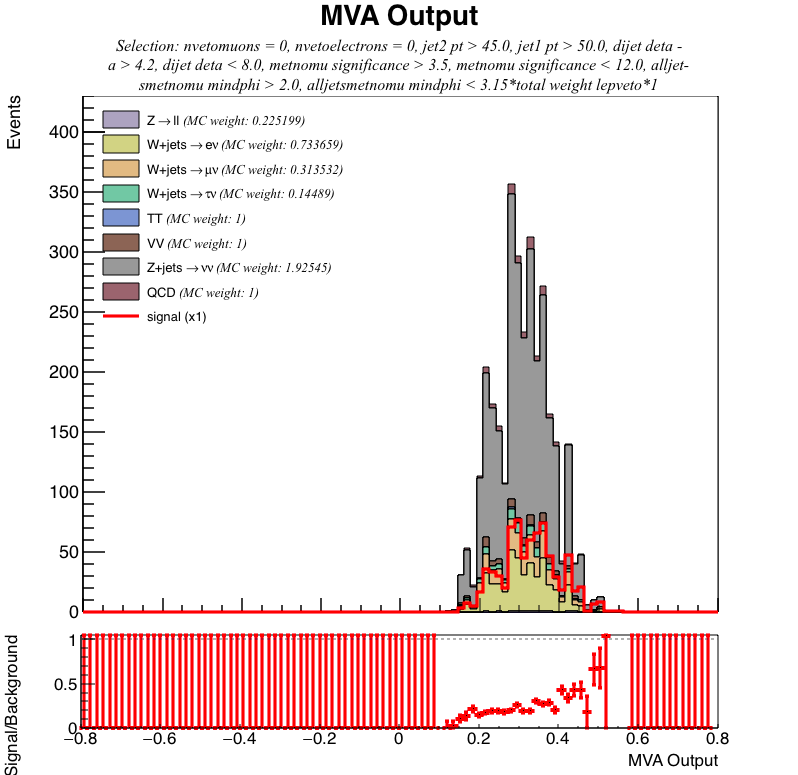 MVA Output
Selection: nvetomuons = 0, nvetoelectrons = 0, jet2 pt > 45.0, jet1 pt > 50.0, dijet deta -
a > 4.2, dijet deta < 8.0, metnomu significance > 3.5, metnomu significance < 12.0, alljet-
smetnomu mindphi > 2.0, alljetsmetnomu mindphi < 3.15*total weight lepveto*1
Events
400
350
300
250
200
150
100
50
0
Z→ll (MC weight: 0.225199)
W+jets→eν (MC weight: 0.733659)
W+jets→μν (MC weight: 0.313532)
W+jets→τν (MC weight: 0.14489)
TT (MC weight: 1)
VV (MC weight: 1)
Z+jets→νν (MC weight: 1.92545)
QCD (MC weight: 1)
signal (x1)
Signal/Background
1
0.5
0
−0.8 −0.6 −0.4 −0.2 0 0.2 0.4 0.6 0.8
MVA Output